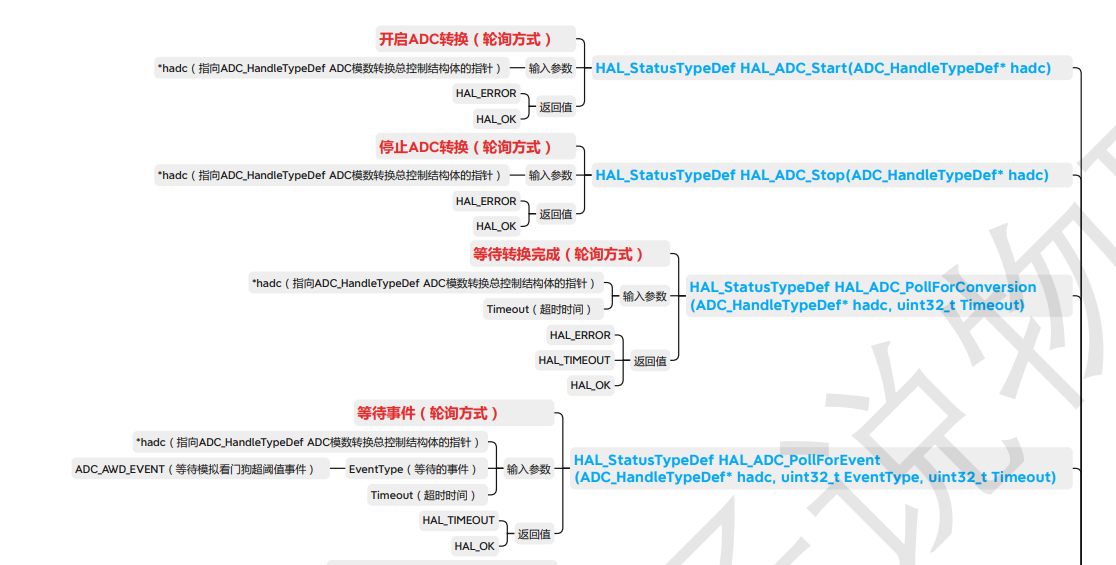 开启ADC转换（轮询方式）
*hadc（指向ADC_HandleTypeDef ADC模数转换总控制结构体的指针）
输入参数
HAL_StatusTypeDef HAL_ADC_Start(ADC_HandleTypeDef* hadc)
HAL_ERROR
返回值
HAL_OK
停止ADC转换（轮询方式）
*hadc（指向ADC_HandleTypeDef ADC模数转换总控制结构体的指针）
输入参数
HAL_StatusTypeDef HAL_ADC_Stop(ADC_HandleTypeDef* hadc)
HAL_ERROR
返回值
HAL_OK
等待转换完成（轮询方式）
*hadc（指向ADC_HandleTypeDef ADC模数转换总控制结构体的指针）
输入参数
Timeout（超时时间）
HAL_StatusTypeDef HAL_ADC_PollForConversion
(ADC_HandleTypeDef* hadc, uint32_t Timeout)
HAL_ERROR
HAL_TIMEOUT
返回值
HAL_OK
等待事件（轮询方式）
*hadc（指向ADC_HandleTypeDef ADC模数转换总控制结构体的指针）
ADC_AWD_EVENT（等待模拟看门狗超阈值事件）
EventType（等待的事件）
输入参数
Timeout（超时时间）
HAL_StatusTypeDef HAL_ADC_PollForEvent
(ADC_HandleTypeDef* hadc, uint32_t EventType, uint32_t Timeout)
HAL_TIMEOUT
返回值
HAL_OK
说物